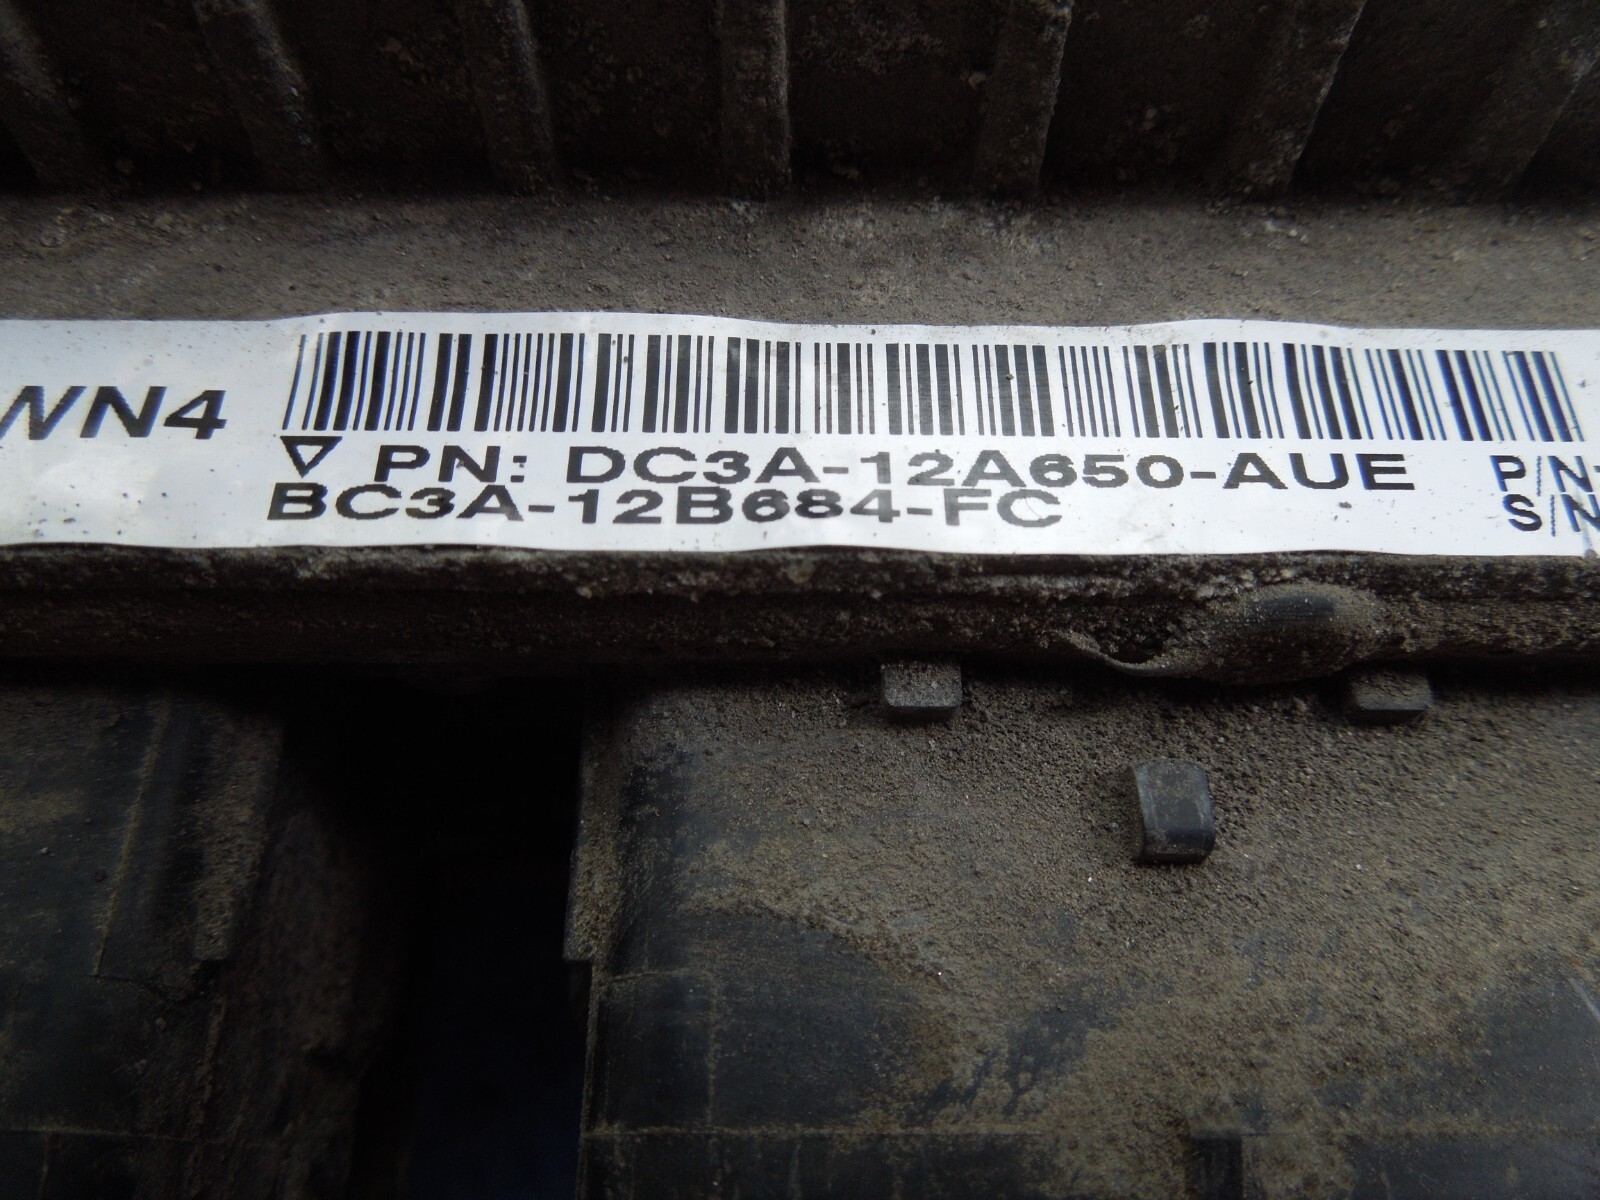 WN4
PN: DC3A-12A650-AUE
BC3A-12B684-FC
P/N:
S/N